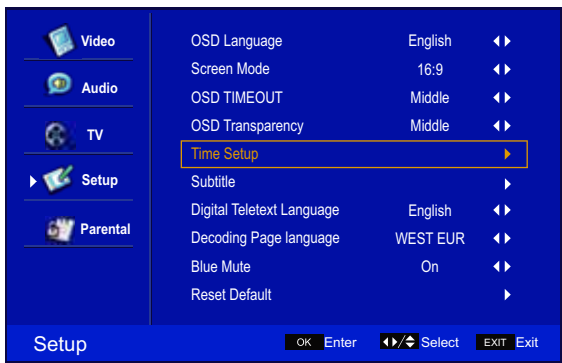 Video
Audio
TV
Setup
Parental
OSD Language English
Screen Mode 16:9
OSD TIMEOUT Middle
OSD Transparency Middle
Time Setup
Subtitle
Digital Teletext Language English
Decoding Page language WEST EUR
Blue Mute On
Reset Default
Setup OK Enter / Select EXIT Exit